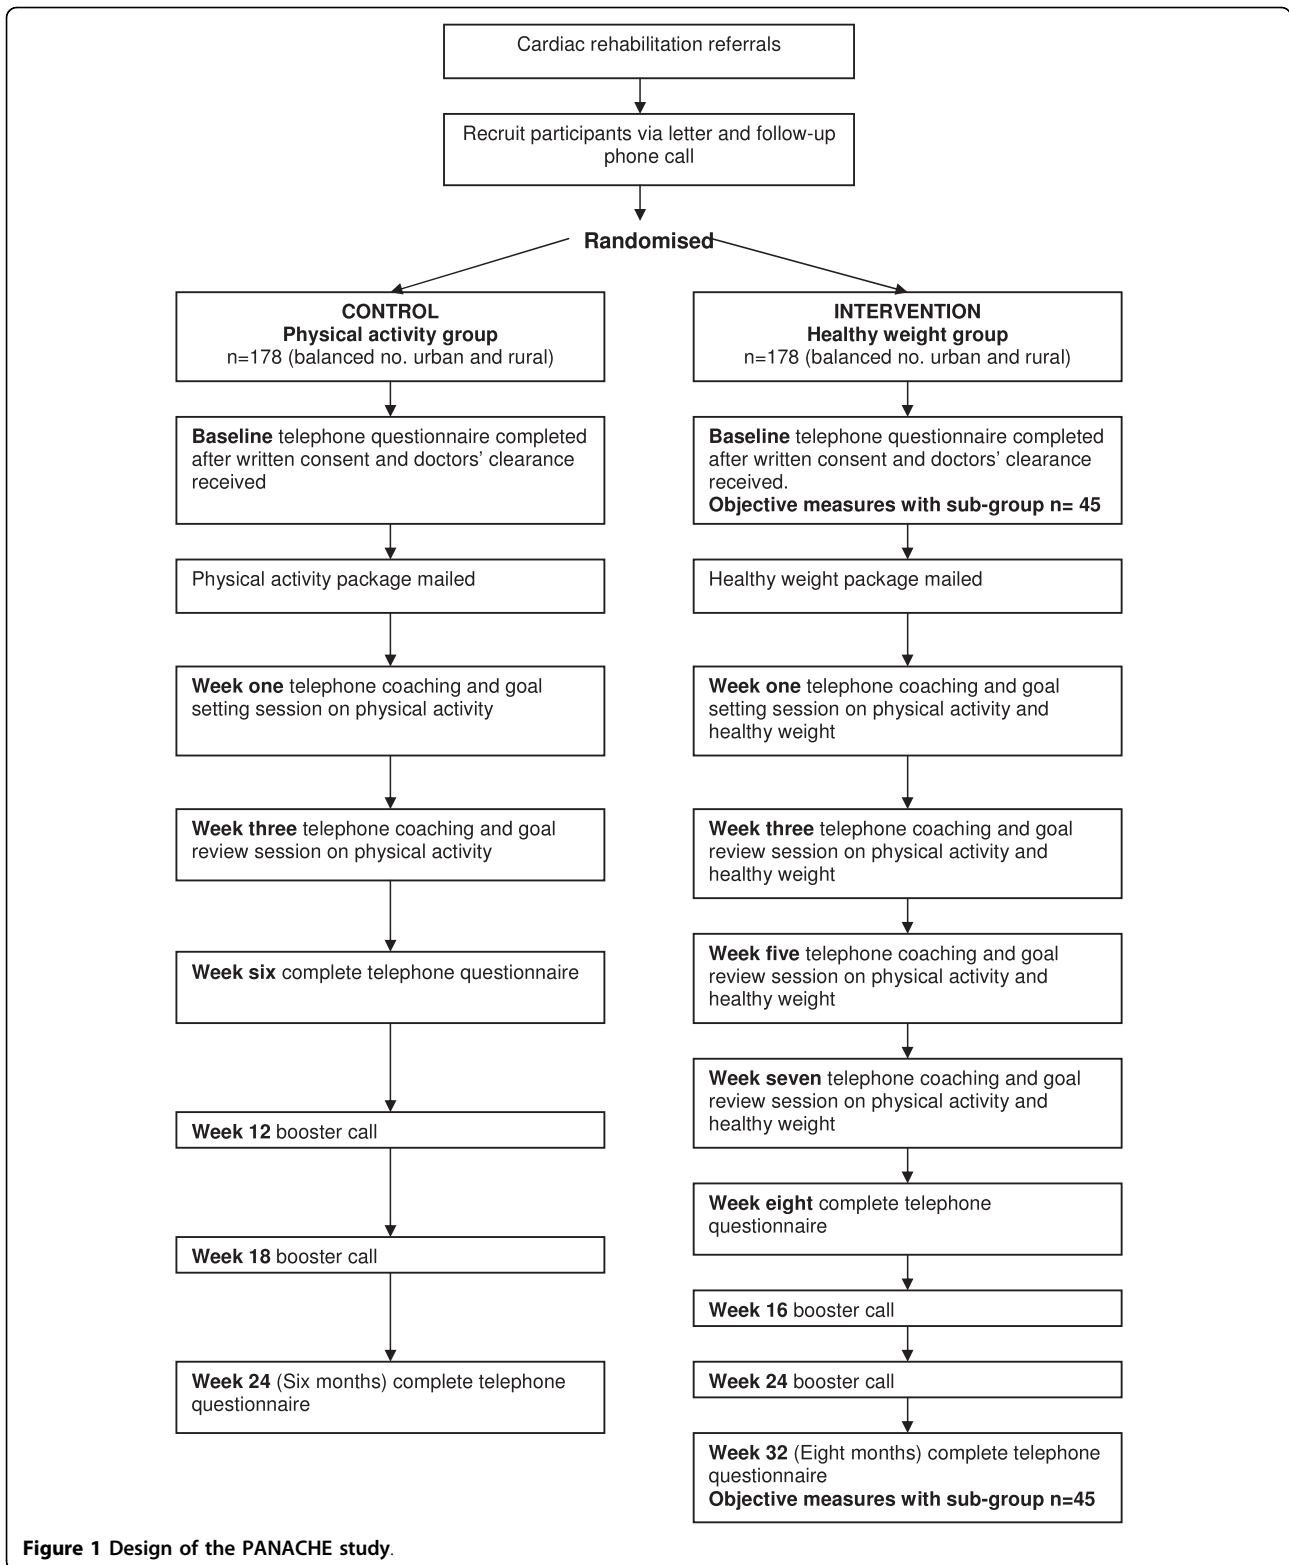 Cardiac rehabilitation referrals
Recruit participants via letter and follow-up
phone call
Randomised
CONTROL
Physical activity group
n=178 (balanced no. urban and rural)
Baseline telephone questionnaire completed
after written consent and doctors' clearance
received
Physical activity package mailed
Week one telephone coaching and goal
setting session on physical activity
Week three telephone coaching and goal
review session on physical activity
Week six complete telephone questionnaire
Week 12 booster call
Week 18 booster call
Week 24 (Six months) complete telephone
questionnaire
INTERVENTION
Healthy weight group
n=178 (balanced no. urban and rural)
Baseline telephone questionnaire completed
after written consent and doctors' clearance
received.
Objective measures with sub-group n= 45
Healthy weight package mailed
Week one telephone coaching and goal
setting session on physical activity and
healthy weight
Week three telephone coaching and goal
review session on physical activity and
healthy weight
Week five telephone coaching and goal
review session on physical activity and
healthy weight
Week seven telephone coaching and goal
review session on physical activity and
healthy weight
Week eight complete telephone
questionnaire
Week 16 booster call
Week 24 booster call
Week 32 (Eight months) complete telephone
questionnaire
Objective measures with sub-group n=45
Figure 1 Design of the PANACHE study.